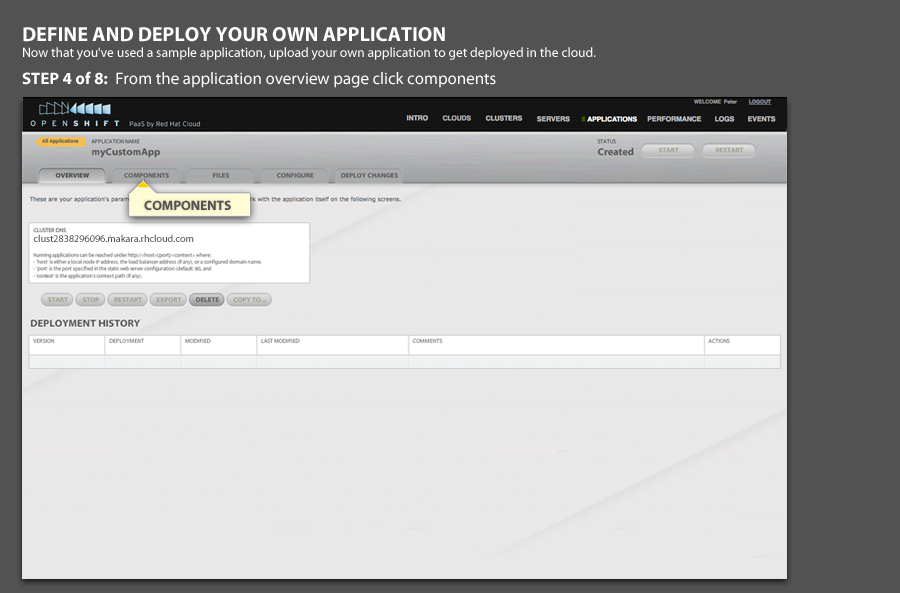 DEFINE AND DEPLOY YOUR OWN APPLICATION
Now that you've used a sample application, upload your own application to get deployed in the cloud.
STEP 4 of 8: From the application overview page click components
WELCOME Peter LOGOUT
OPENSHIFT PaaS by Red Hat Cloud
INTRO CLOUDS CLUSTERS SERVERS APPLICATIONS PERFORMANCE LOGS EVENTS
All Applications APPLICATION NAME STATUS
myCustomApp Created START RESTART
OVERVIEW COMPONENTS FILES CONFIGURE DEPLOY CHANGES
These are your application's param rk with the application itself on the following screens.
COMPONENTS
CLUSTER DNS
clust2838296096.makara.rhcloud.com
Running applications can be reached under http://<host>:<port>/<context> where:
- 'host' is either a local node IP address, the load balancer address (if any), or a configured domain name,
- 'port' is the port specified in the static web server configuration (default: 80), and
- 'context' is the application's context path (if any).
START STOP RESTART EXPORT DELETE COPY TO...
DEPLOYMENT HISTORY
VERSION DEPLOYMENT MODIFIED LAST MODIFIED COMMENTS ACTIONS